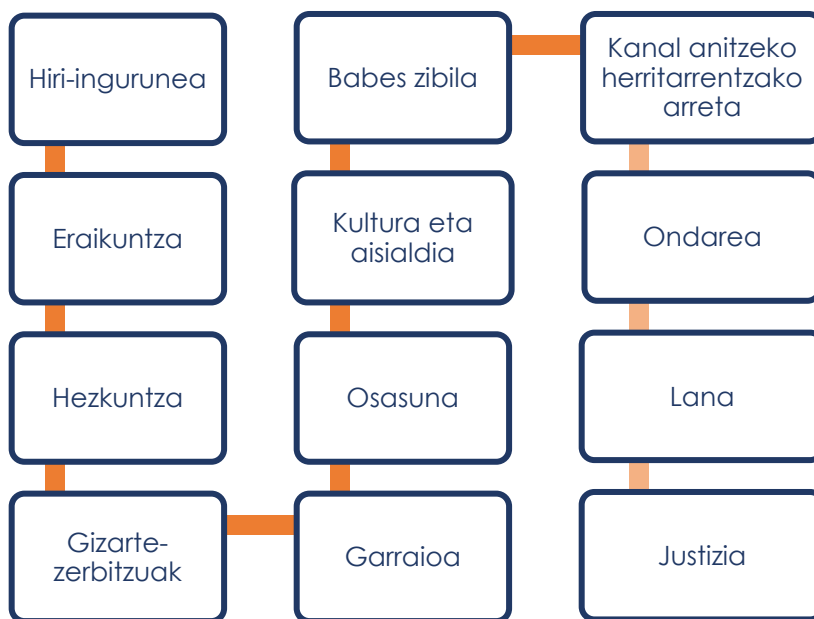 Hiri-ingurunea
Eraikuntza
Hezkuntza
Gizarte-
zerbitzuak
Garraioa
Osasuna
Kultura eta
aisialdia
Babes zibila
Kanal anitzeko
herritarrentzako
arreta
Ondarea
Lana
Justizia